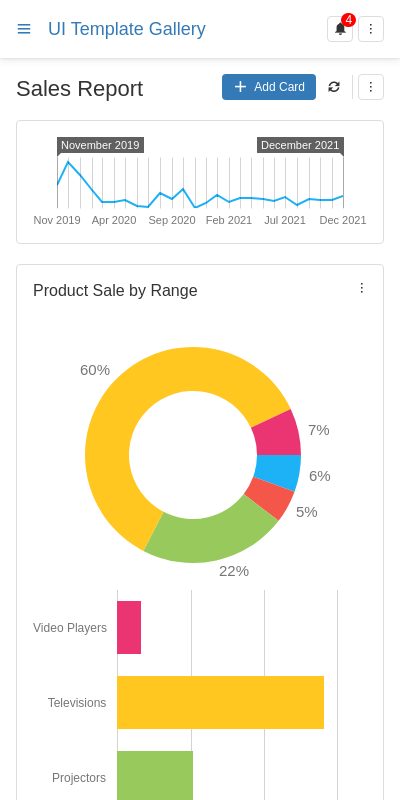 UI Template Gallery
4
Sales Report
Add Card
November 2019
December 2021
Nov 2019 Apr 2020 Sep 2020 Feb 2021 Jul 2021 Dec 2021
Product Sale by Range
60%
7%
6%
5%
22%
Video Players
Televisions
Projectors